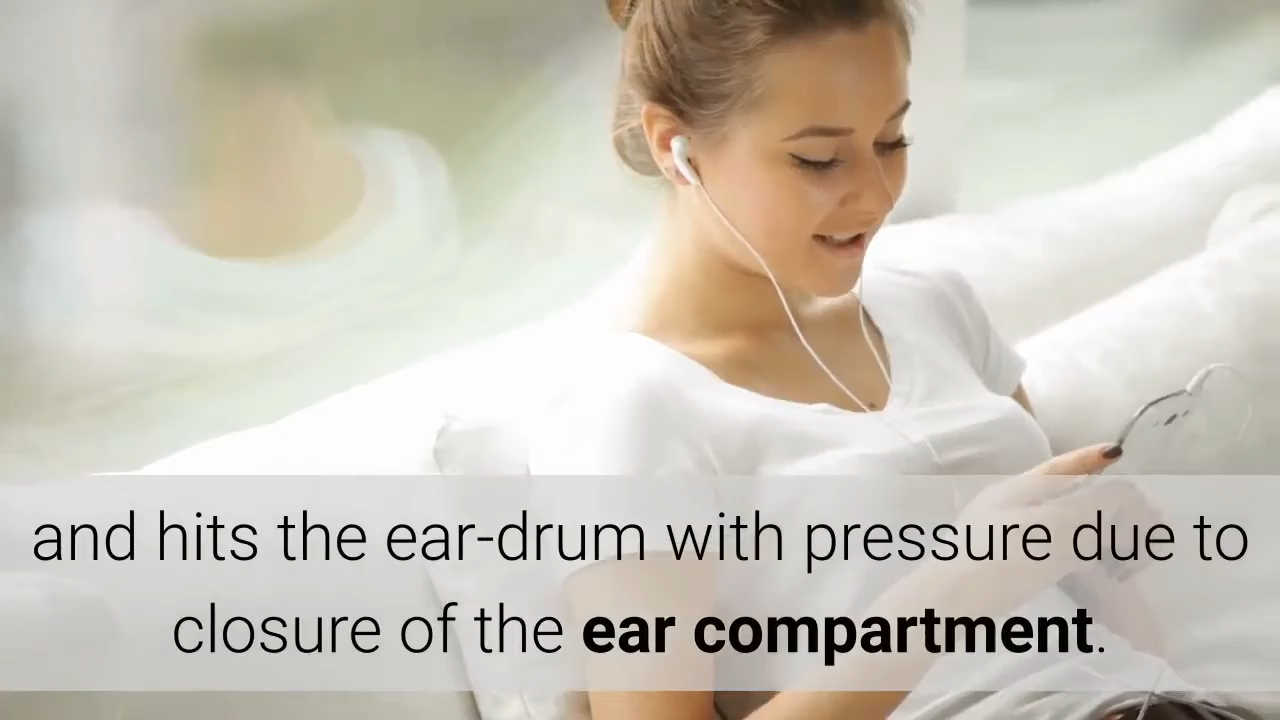 and hits the ear-drum with pressure due to
closure of the ear compartment.